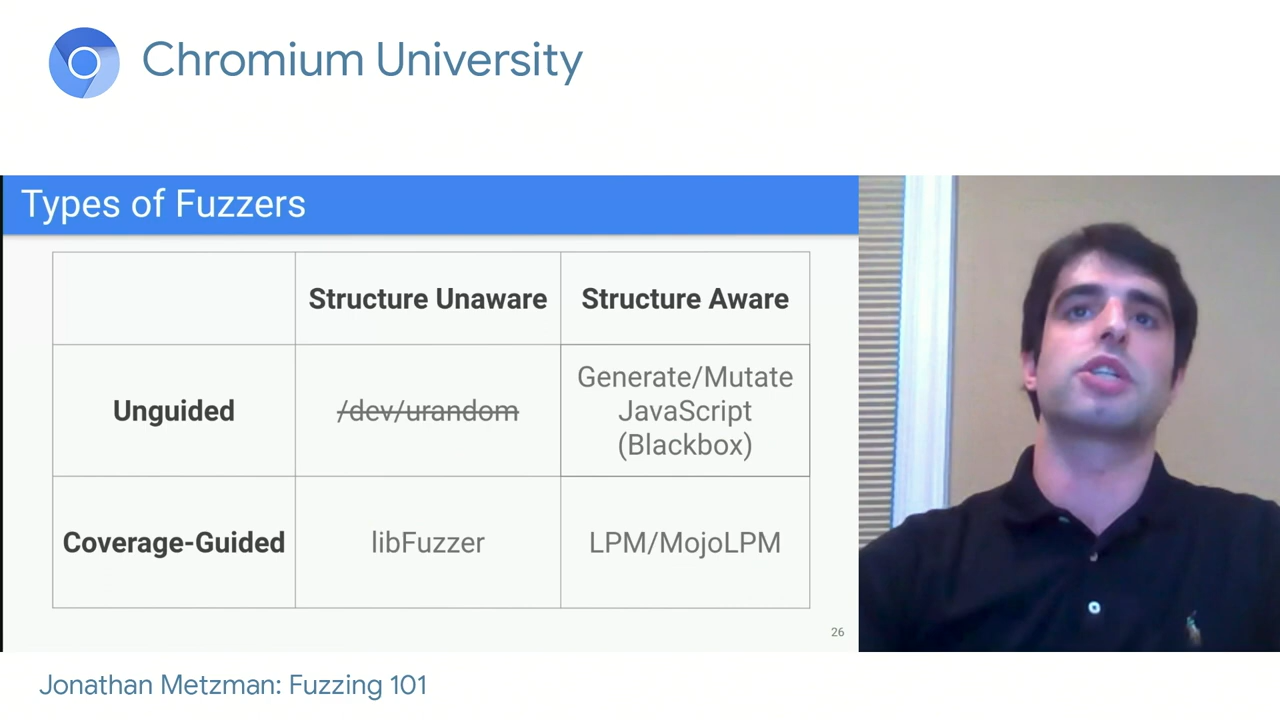 Chromium University
Types of Fuzzers
Structure Unaware
Structure Aware
Unguided
/dev/urandom
Generate/Mutate
JavaScript
(Blackbox)
Coverage-Guided
libFuzzer
LPM/MojoLPM
26
Jonathan Metzman: Fuzzing 101